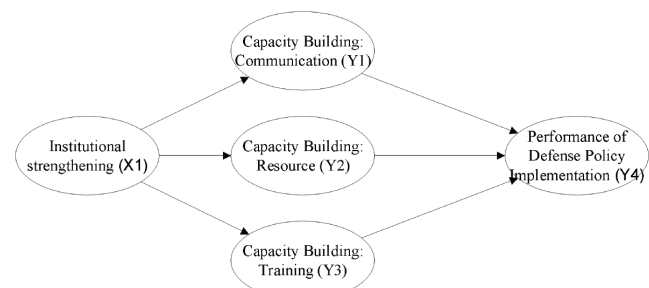 Capacity Building:
Communication (Y1)
Institutional
strengthening (X1)
Capacity Building:
Resource (Y2)
Performance of
Defense Policy
Implementation (Y4)
Capacity Building:
Training (Y3)